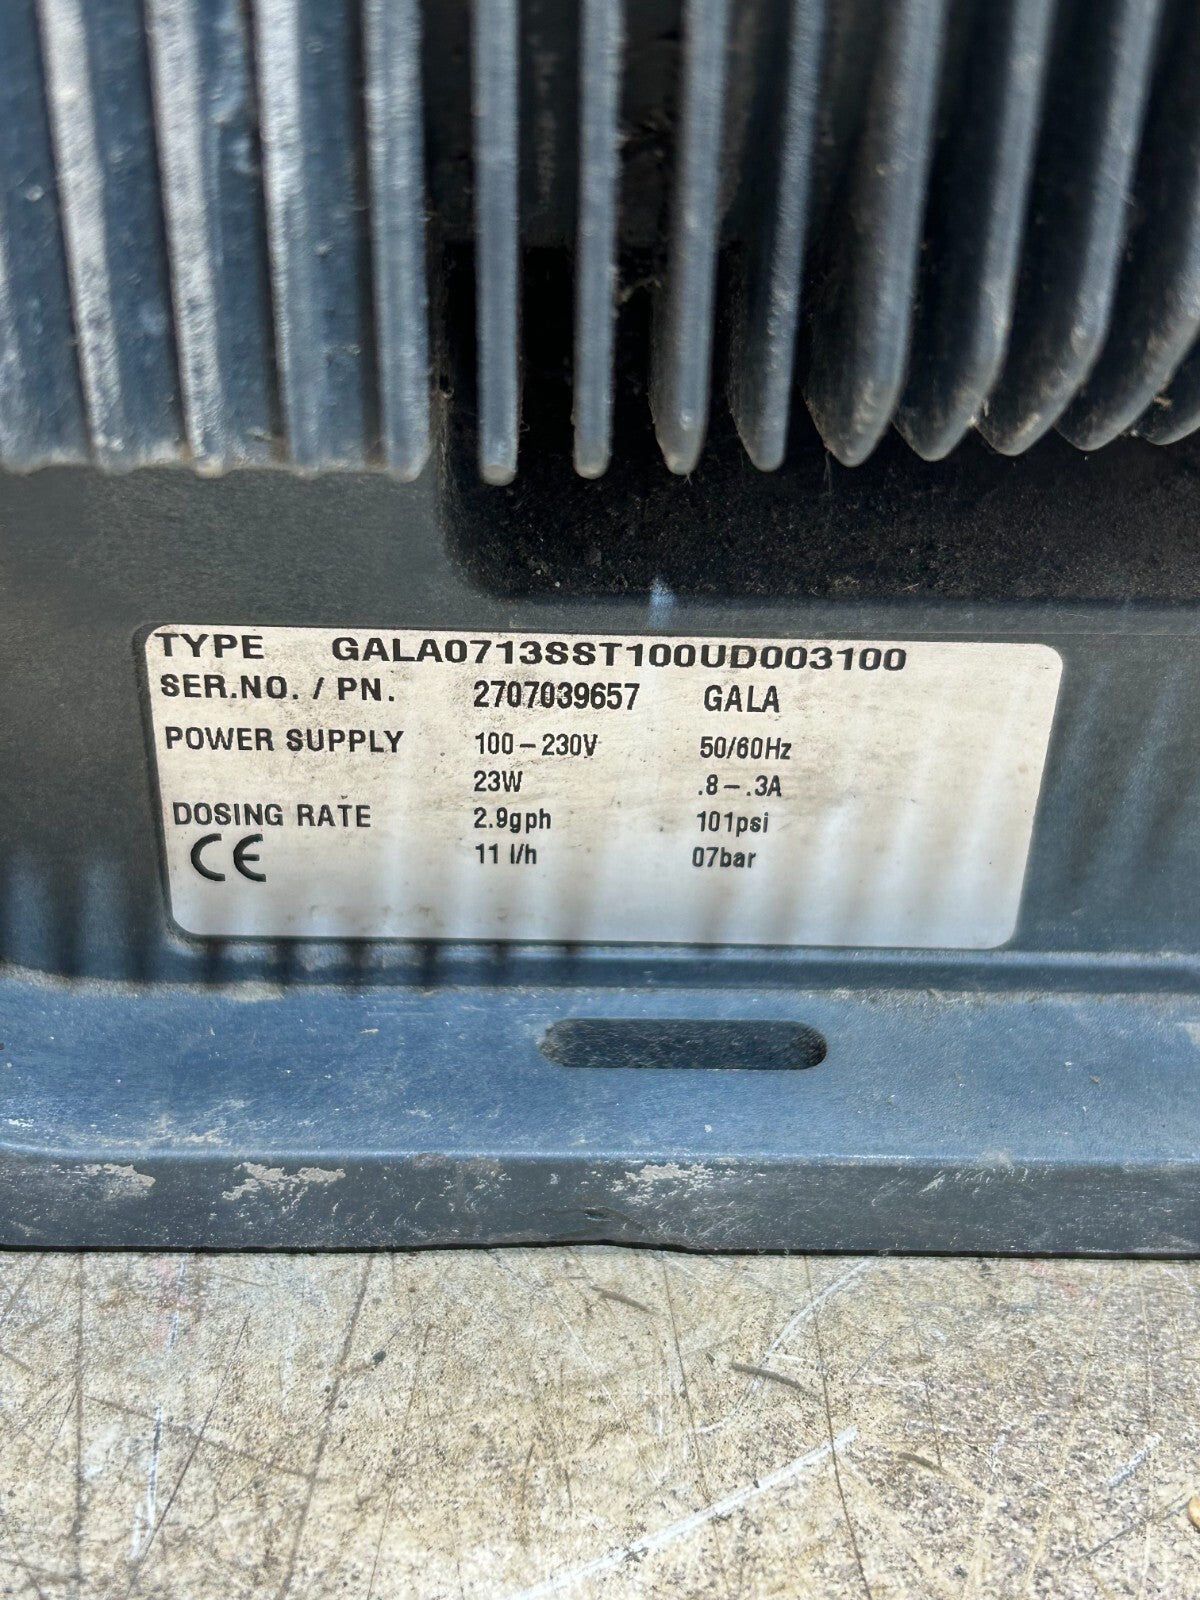 TYPE GALA0713SST100UD003100
SER.NO. / PN. 2707039657 GALA
POWER SUPPLY 100-230V 50/60Hz
23W .8-.3A
DOSING RATE 2.9gph 101psi
CE 11 l/h 07bar